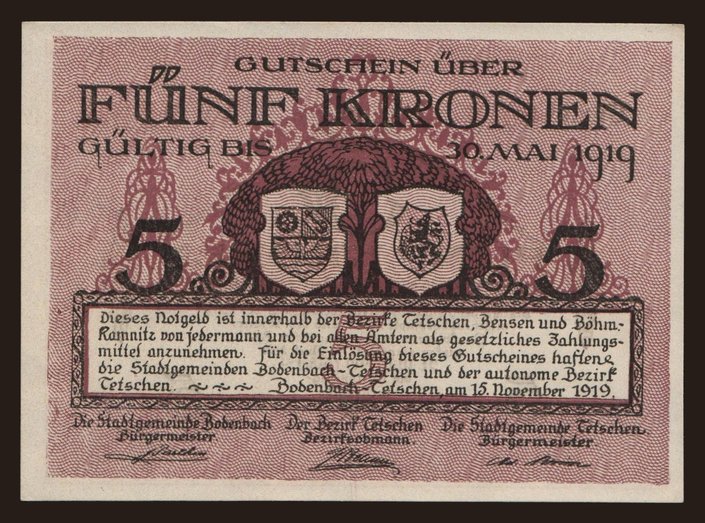 GUTSCHEIN ÜBER
FÜNF KRONEN
GÜLTIG BIS 30. MAI 1919
5 5
Dieses Notgeld ist innerhalb der Bezirke Tetschen, Bensen und Böhm.-
Kamnitz von jedermann und bei allen Ämtern als gesetzliches Zahlungs-
mittel anzunehmen. Für die Einlösung dieses Gutscheines haften
die Stadtgemeinden Bodenbach-Tetschen und der autonome Bezirk
Tetschen. ~ ~ ~ Bodenbach-Tetschen, am 15. November 1919.
Die Stadtgemeinde Bodenbach Der Bezirk Tetschen Die Stadtgemeinde Tetschen
Bürgermeister Bezirksobmann Bürgermeister